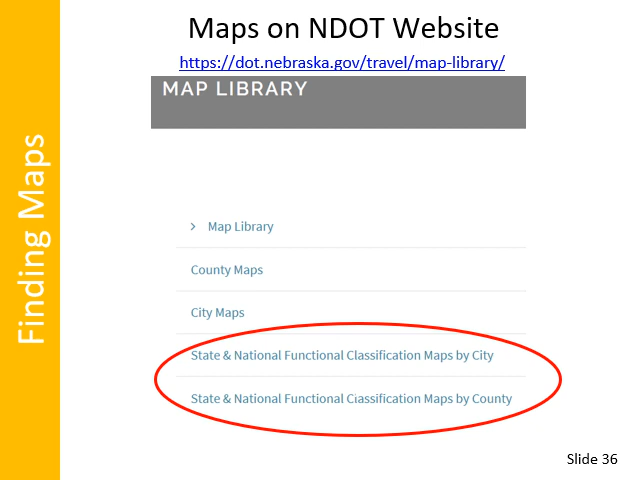 Maps on NDOT Website
https://dot.nebraska.gov/travel/map-library/
MAP LIBRARY
Finding Maps
> Map Library
County Maps
City Maps
State & National Functional Classification Maps by City
State & National Functional Classification Maps by County
Slide 36